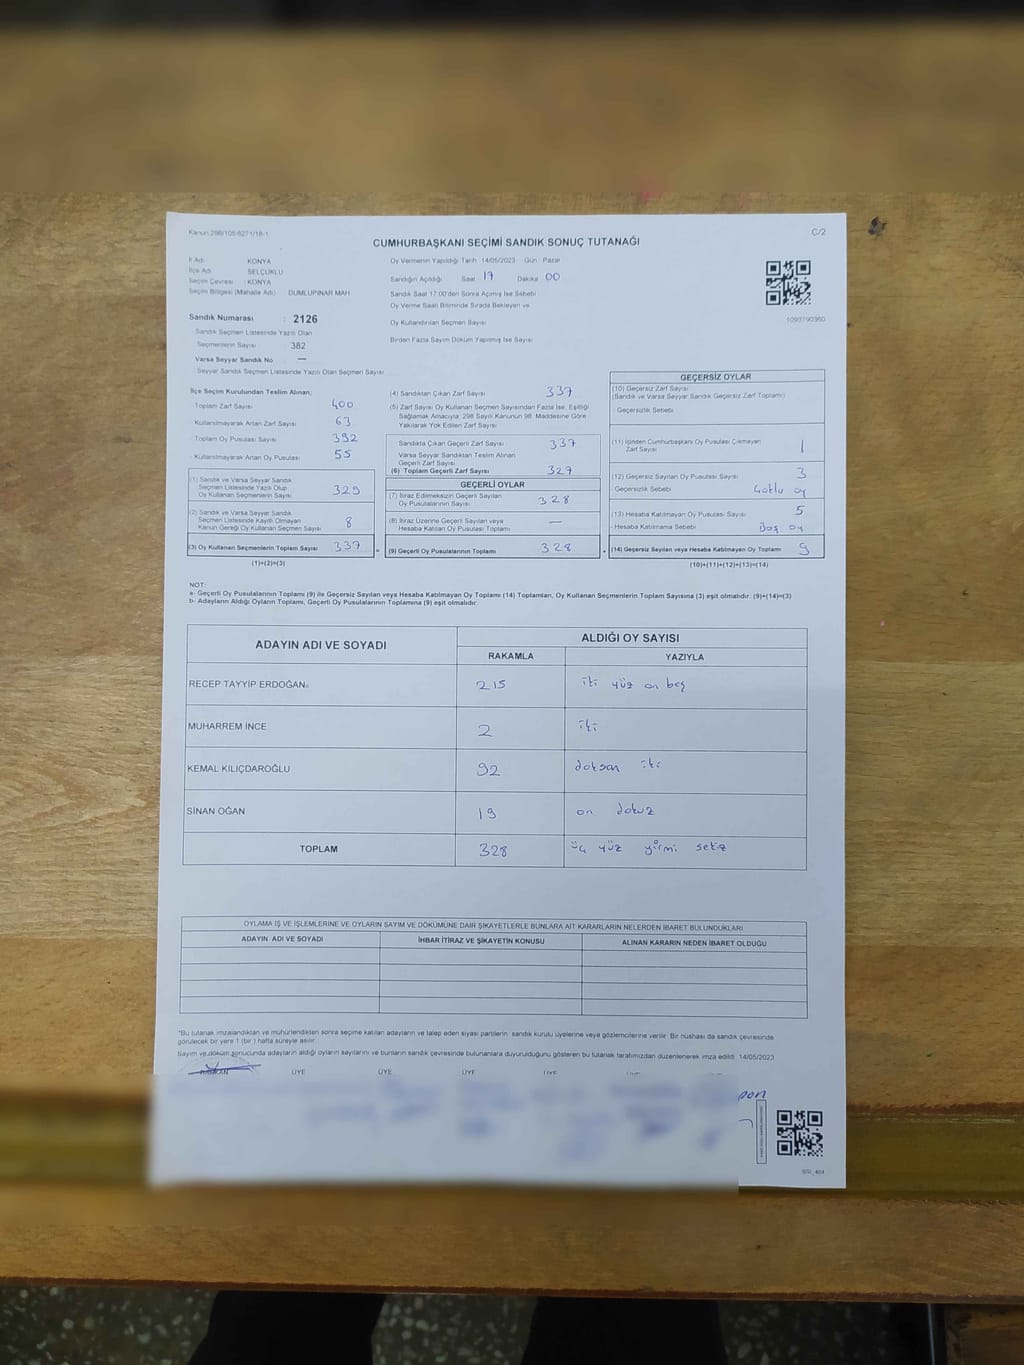 Kanun 298/105 6271/18-1
C/2
CUMHURBAŞKANI SEÇİMİ SANDIK SONUÇ TUTANAĞI
İl Adı KONYA
İlçe Adı SELÇUKLU
Seçim Çevresi KONYA
Seçim Bölgesi (Mahalle Adı) DUMLUPINAR MAH
Oy Vermenin Yapıldığı Tarih 14/05/2023 Gün Pazar
Sandığın Açıldığı Saat 17 Dakika 00
Sandık Saat 17:00'den Sonra Açımış İse Sebebi
Oy Verme Saati Bitiminde Sırada Bekleyen ve
Oy Kullandırılan Seçmen Sayısı
Birden Fazla Sayım Döküm Yapılmış İse Sayısı
1093790960
Sandık Numarası : 2126
Sandık Seçmen Listesinde Yazılı Olan
Seçmenlerin Sayısı 382
Varsa Seyyar Sandık No —
Seyyar Sandık Seçmen Listesinde Yazılı Olan Seçmen Sayısı
İlçe Seçim Kurulundan Teslim Alınan;
Toplam Zarf Sayısı 400
Kullanılmayarak Artan Zarf Sayısı 63
Toplam Oy Pusulası Sayısı 392
Kullanılmayarak Artan Oy Pusulası 55
(1) Sandık ve Varsa Seyyar Sandık
Seçmen Listesinde Yazılı Olup
Oy Kullanan Seçmenlerin Sayısı 329
(2) Sandık ve Varsa Seyyar Sandık
Seçmen Listesinde Kayıtlı Olmayan
Kanun Gereği Oy Kullanan Seçmen Sayısı 8
(3) Oy Kullanan Seçmenlerin Toplam Sayısı 337
(1)+(2)=(3)
(4) Sandıktan Çıkan Zarf Sayısı 337
(5) Zarf Sayısı Oy Kullanan Seçmen Sayısından Fazla İse, Eşitliği
Sağlamak Amacıyla; 298 Sayılı Kanunun 98. Maddesine Göre
Yakılarak Yok Edilen Zarf Sayısı
Sandıkta Çıkan Geçerli Zarf Sayısı 337
Varsa Seyyar Sandıktan Teslim Alınan
Geçerli Zarf Sayısı
(6) Toplam Geçerli Zarf Sayısı 327
GEÇERLİ OYLAR
(7) İtiraz Edilmeksizin Geçerli Sayılan
Oy Pusulalarının Sayısı 328
(8) İtiraz Üzerine Geçerli Sayılan veya
Hesaba Katılan Oy Pusulası Toplamı —
(9) Geçerli Oy Pusulalarının Toplamı 328
GEÇERSİZ OYLAR
(10) Geçersiz Zarf Sayısı
(Sandık ve Varsa Seyyar Sandık Geçersiz Zarf Toplamı)
Geçersizlik Sebebi
(11) İçinden Cumhurbaşkanı Oy Pusulası Çıkmayan
Zarf Sayısı 1
(12) Geçersiz Sayılan Oy Pusulası Sayısı 3
Geçersizlik Sebebi Çoklu oy
(13) Hesaba Katılmayan Oy Pusulası Sayısı 5
Hesaba Katılmama Sebebi Boş oy
(14) Geçersiz Sayılan veya Hesaba Katılmayan Oy Toplamı 9
(10)+(11)+(12)+(13)=(14)
NOT:
a- Geçerli Oy Pusulalarının Toplamı (9) ile Geçersiz Sayılan veya Hesaba Katılmayan Oy Toplamı (14) Toplamları, Oy Kullanan Seçmenlerin Toplam Sayısına (3) eşit olmalıdır. (9)+(14)=(3)
b- Adayların Aldığı Oyların Toplamı, Geçerli Oy Pusulalarının Toplamına (9) eşit olmalıdır.
ADAYIN ADI VE SOYADI
ALDIĞI OY SAYISI
RAKAMLA YAZIYLA
RECEP TAYYİP ERDOĞAN 215 iki yüz on beş
MUHARREM İNCE 2 iki
KEMAL KILIÇDAROĞLU 92 doksan iki
SİNAN OĞAN 19 on dokuz
TOPLAM 328 üç yüz yirmi sekiz
OYLAMA İŞ VE İŞLEMLERİNE VE OYLARIN SAYIM VE DÖKÜMÜNE DAİR ŞİKAYETLERLE BUNLARA AİT KARARLARIN NELERDEN İBARET BULUNDUKLARI
ADAYIN ADI VE SOYADI İHBAR İTİRAZ VE ŞİKAYETİN KONUSU ALINAN KARARIN NEDEN İBARET OLDUĞU
*Bu tutanak imzalandıktan ve mühürlendikten sonra seçime katılan adayların ve talep eden siyasi partilerin sandık kurulu üyelerine veya gözlemcilerine verilir. Bir nüshası da sandık çevresinde
görülecek bir yere 1 (bir) hafta süreyle asılır.
Sayım ve döküm sonucunda adayların aldığı oyların sayılarını ve bunların sandık çevresinde bulunanlara duyurulduğunu gösteren bu tutanak tarafımızdan düzenlenerek imza edildi. 14/05/2023
BAŞKAN ÜYE ÜYE ÜYE ÜYE